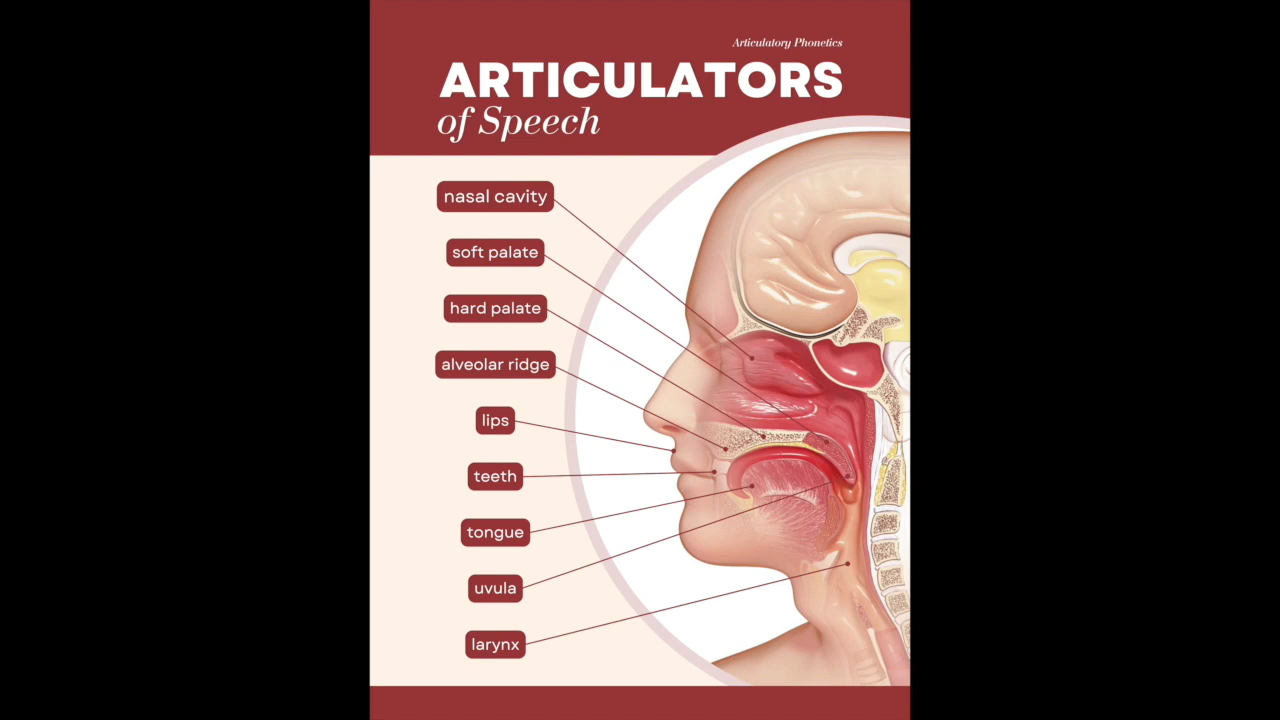 Articulatory Phonetics
ARTICULATORS
of Speech
nasal cavity
soft palate
hard palate
alveolar ridge
lips
teeth
tongue
uvula
larynx